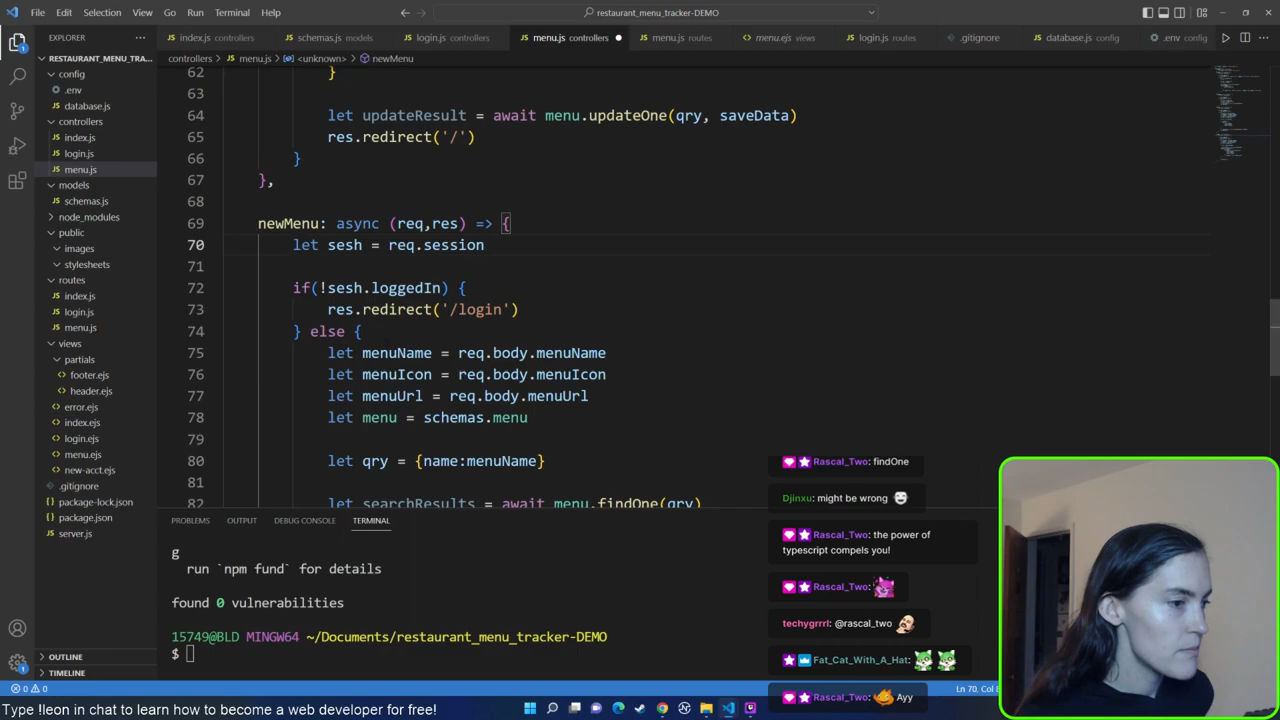 File Edit Selection View Go Run Terminal Help
restaurant_menu_tracker-DEMO
EXPLORER
index.js controllers
schemas.js models
login.js controllers
menu.js controllers
menu.js routes
menu.ejs views
login.js routes
.gitignore
database.js config
.env config
controllers > menu.js > <unknown> > newMenu
RESTAURANT_MENU_TRA...
config
.env
database.js
controllers
index.js
login.js
menu.js
models
schemas.js
node_modules
public
images
stylesheets
routes
index.js
login.js
menu.js
views
partials
footer.ejs
header.ejs
error.ejs
index.ejs
login.ejs
menu.ejs
new-acct.ejs
.gitignore
package-lock.json
package.json
server.js
OUTLINE
TIMELINE
62 }
63
64 let updateResult = await menu.updateOne(qry, saveData)
65 res.redirect('/')
66 }
67 },
68
69 newMenu: async (req,res) => {
70 let sesh = req.session
71
72 if(!sesh.loggedIn) {
73 res.redirect('/login')
74 } else {
75 let menuName = req.body.menuName
76 let menuIcon = req.body.menuIcon
77 let menuUrl = req.body.menuUrl
78 let menu = schemas.menu
79
80 let qry = {name:menuName}
81
82 let searchResults = await menu.findOne(qry)
PROBLEMS OUTPUT DEBUG CONSOLE TERMINAL
g
run `npm fund` for details
found 0 vulnerabilities
15749@BLD MINGW64 ~/Documents/restaurant_menu_tracker-DEMO
$
Rascal_Two: findOne
Djinxu: might be wrong
Rascal_Two: the power of
typescript compels you!
Rascal_Two:
techygrrrl: @rascal_two
Fat_Cat_With_A_Hat:
Rascal_Two: Ayy
0 0
Ln 70, Col
Type !leon in chat to learn how to become a web developer for free!